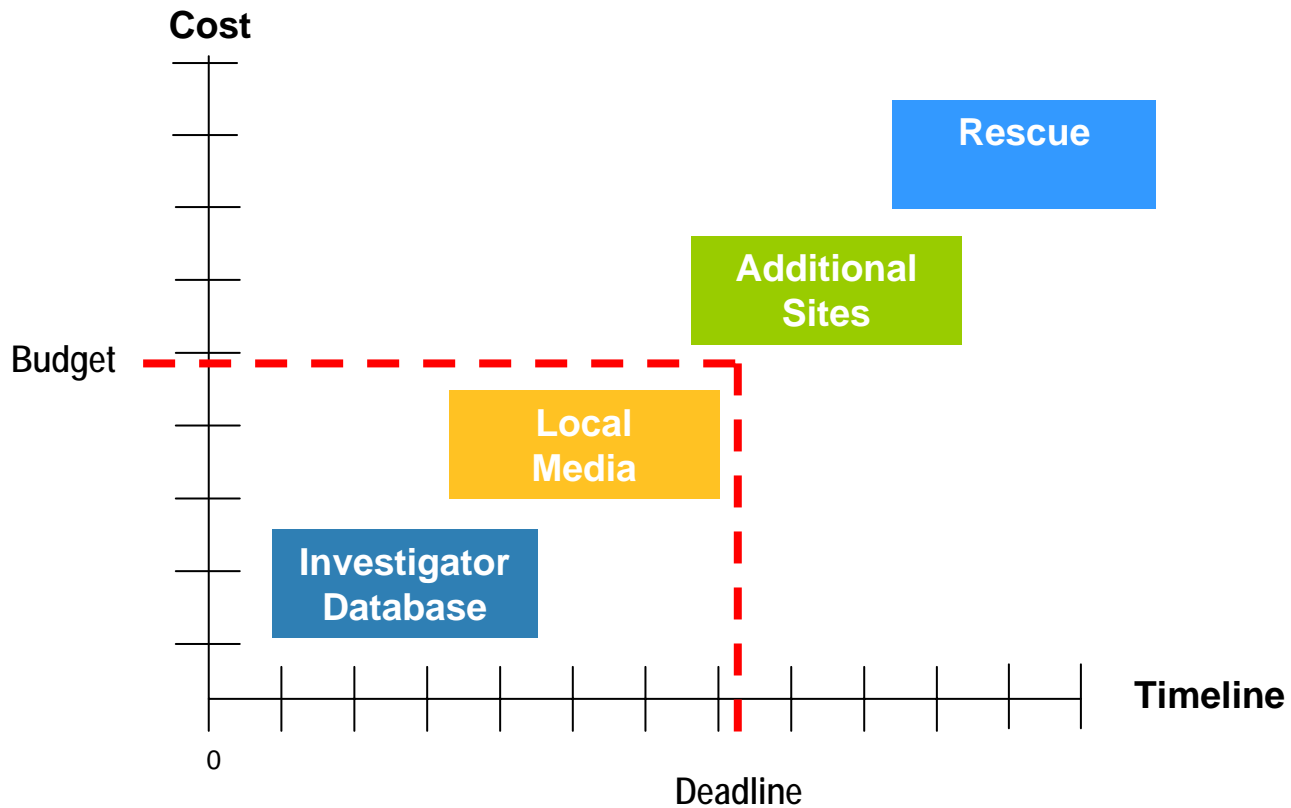 Cost
Rescue
Additional
Sites
Budget
Local
Media
Investigator
Database
Timeline
0
Deadline